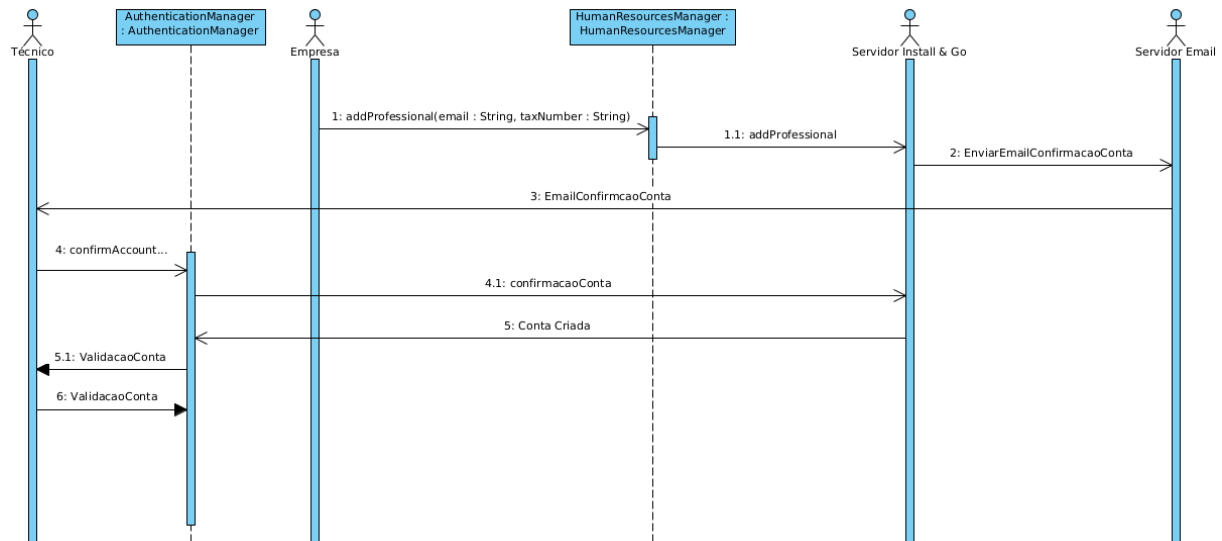 AuthenticationManager
: AuthenticationManager
HumanResourcesManager :
HumanResourcesManager
Técnico
Empresa
Servidor Install & Go
Servidor Email
1: addProfessional(email : String, taxNumber : String)
1.1: addProfessional
2: EnviarEmailConfirmacaoConta
3: EmailConfirmcaoConta
4: confirmAccount...
4.1: confirmacaoConta
5: Conta Criada
5.1: ValidacaoConta
6: ValidacaoConta